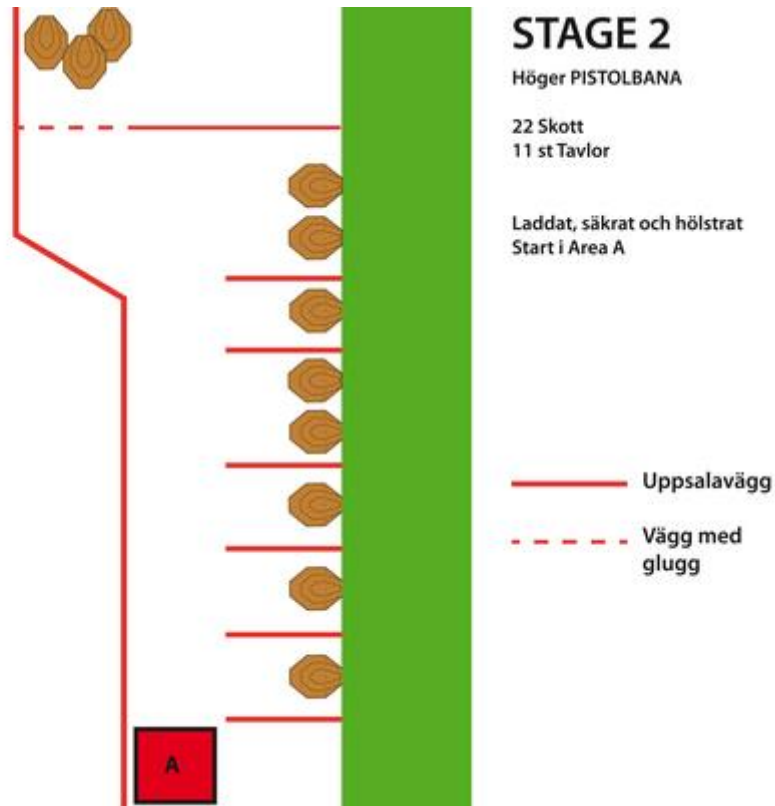 STAGE 2
Höger PISTOLBANA
22 Skott
11 st Tavlor
Laddat, säkrat och hölstrat
Start i Area A
Uppsalavägg
Vägg med
glugg
A